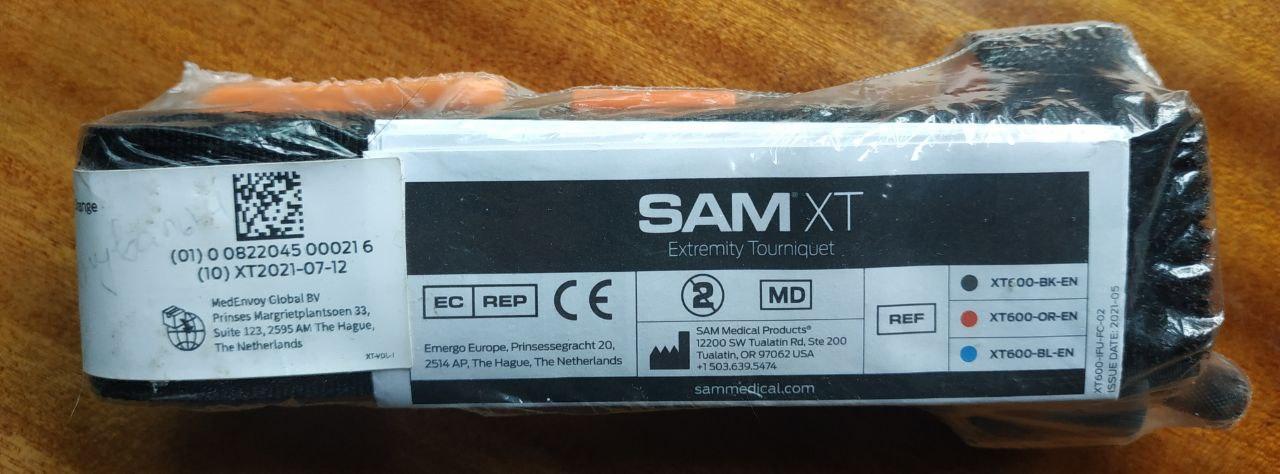 (01) 0 0822045 00021 6
(10) XT2021-07-12
MedEnvoy Global BV
Prinses Margrietplantsoen 33,
Suite 123, 2595 AM The Hague,
The Netherlands
SAM XT
Extremity Tourniquet
EC REP
Emergo Europe, Prinsessegracht 20,
2514 AP, The Hague, The Netherlands
CE
2
MD
SAM Medical Products®
12200 SW Tualatin Rd, Ste 200
Tualatin, OR 97062 USA
+1 503.639.5474
REF
XT600-BK-EN
XT600-OR-EN
XT600-BL-EN
sammedical.com
XT600-IFU-FC-02
ISSUE DATE: 2021-05